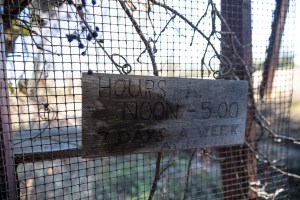 HOURS
NOON - 5:00
7 DAYS A WEEK